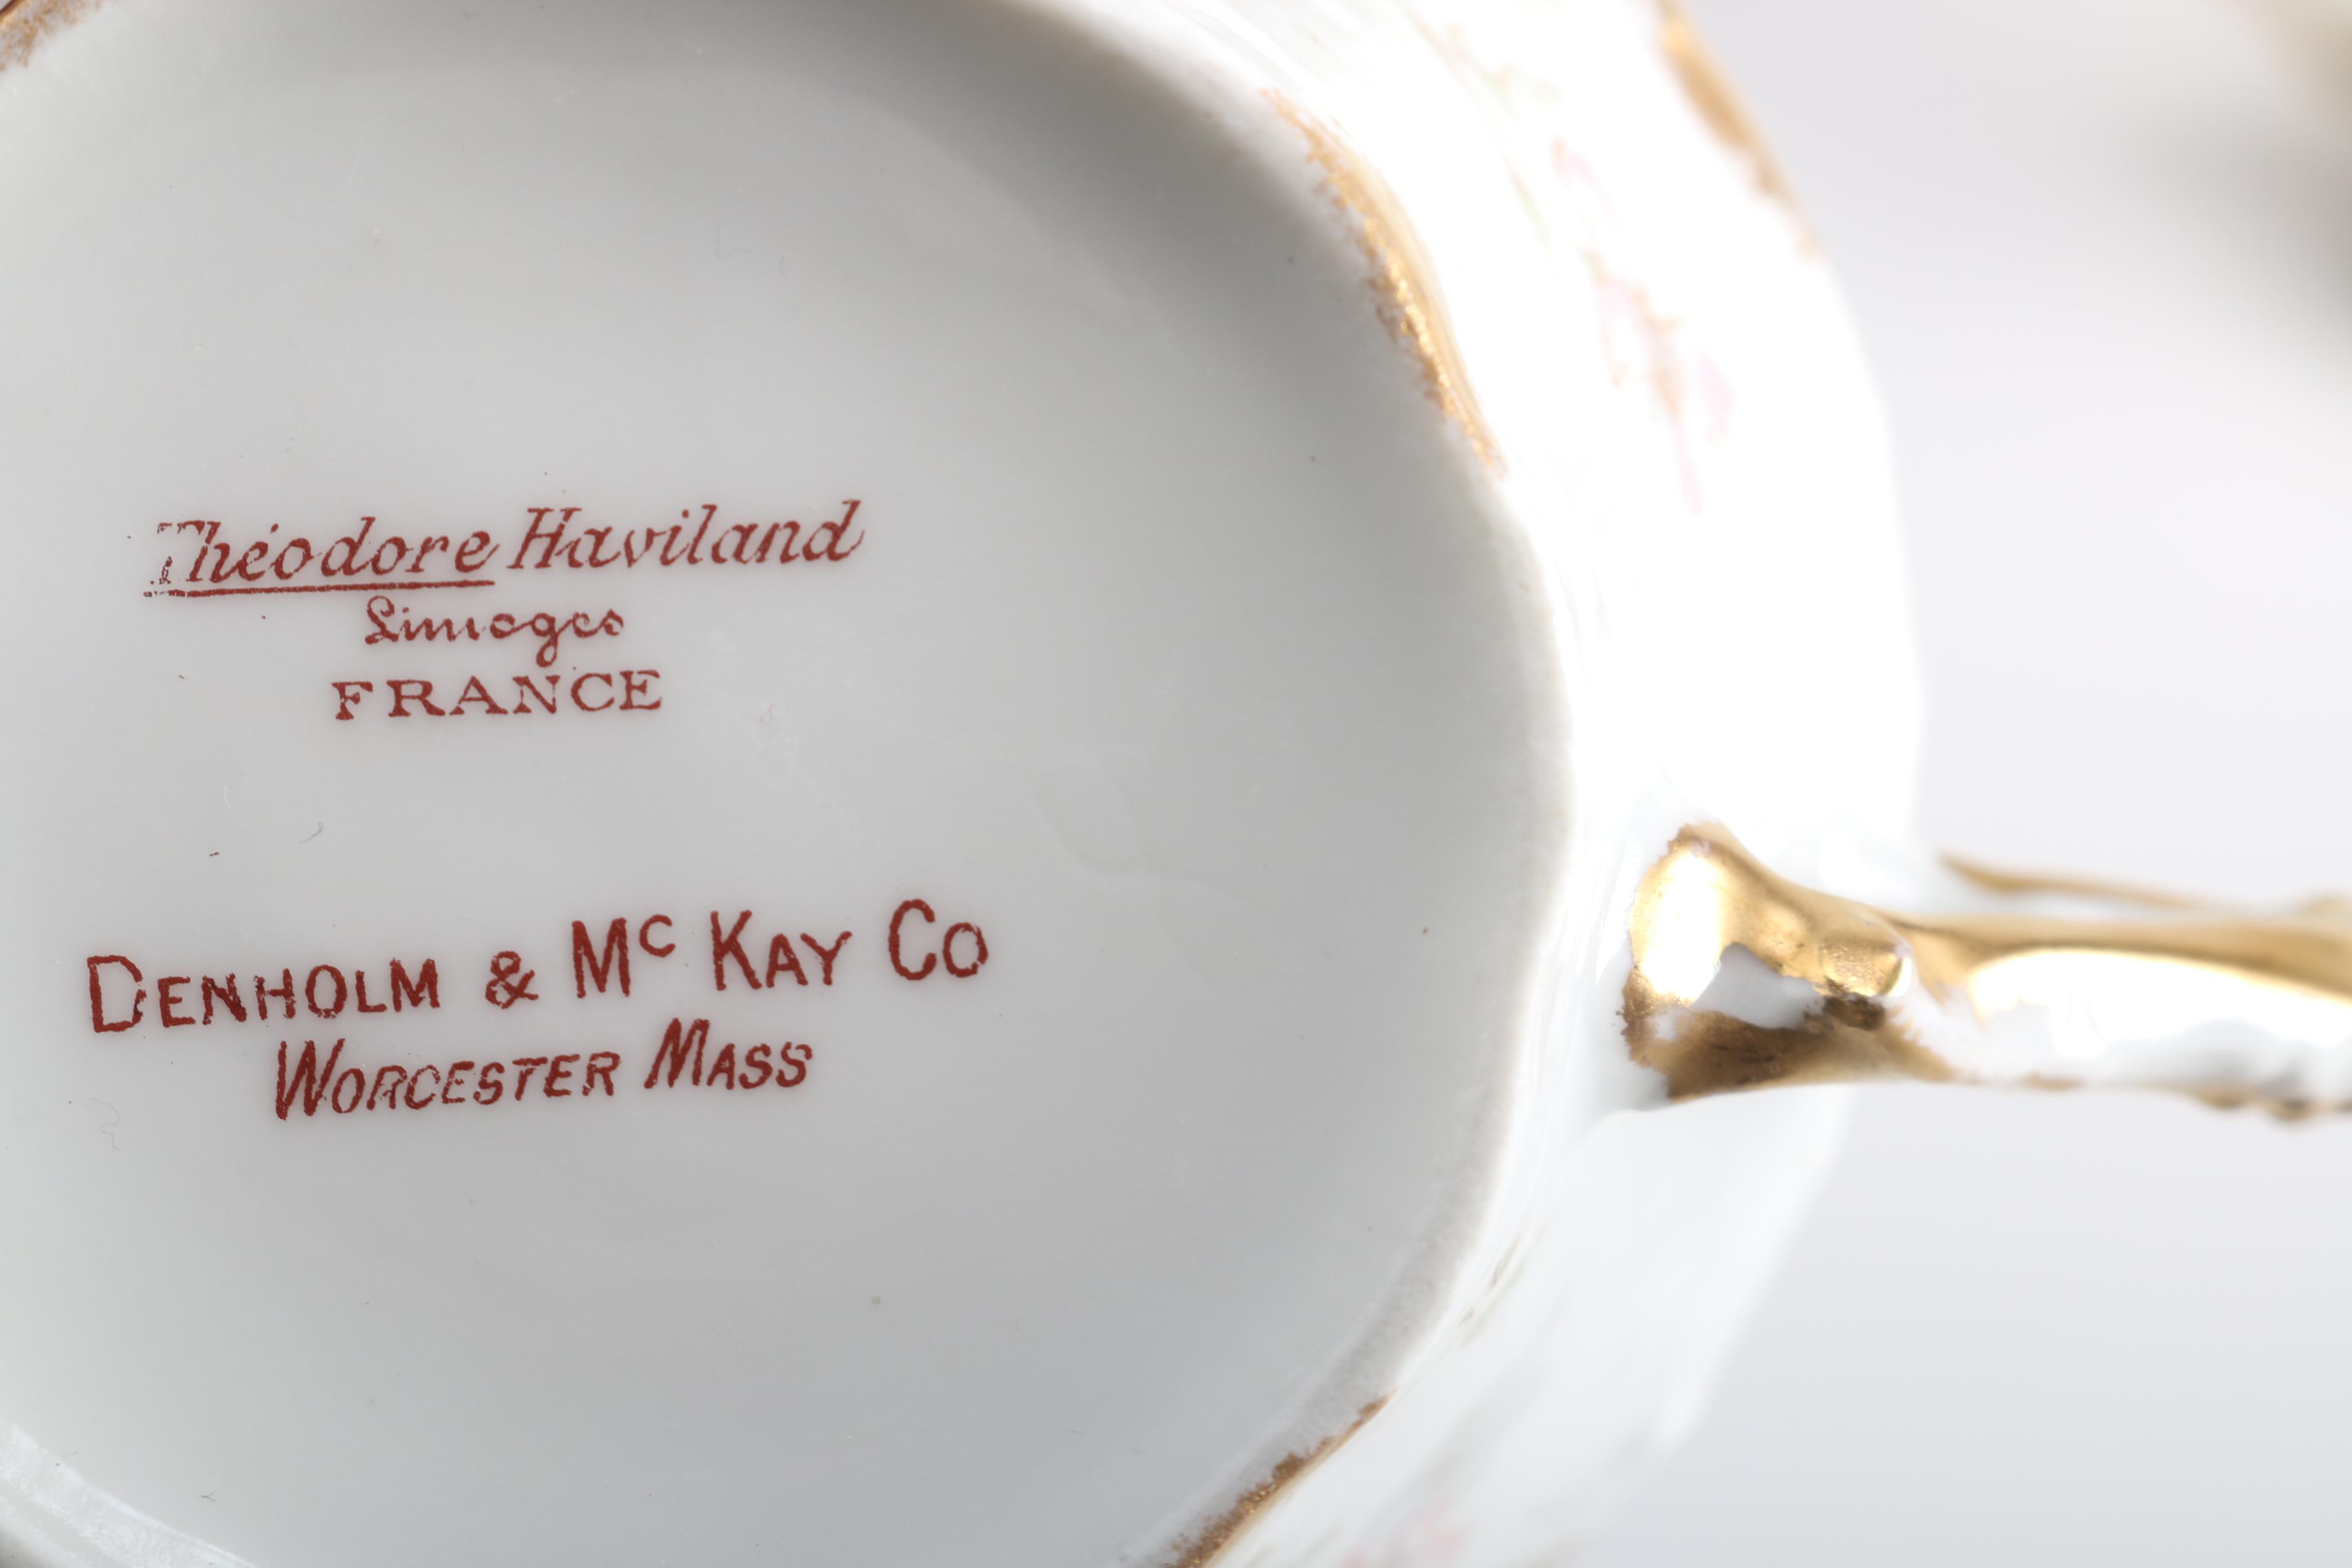 Théodore Haviland
Limoges
FRANCE
DENHOLM & Mc KAY CO
WORCESTER MASS